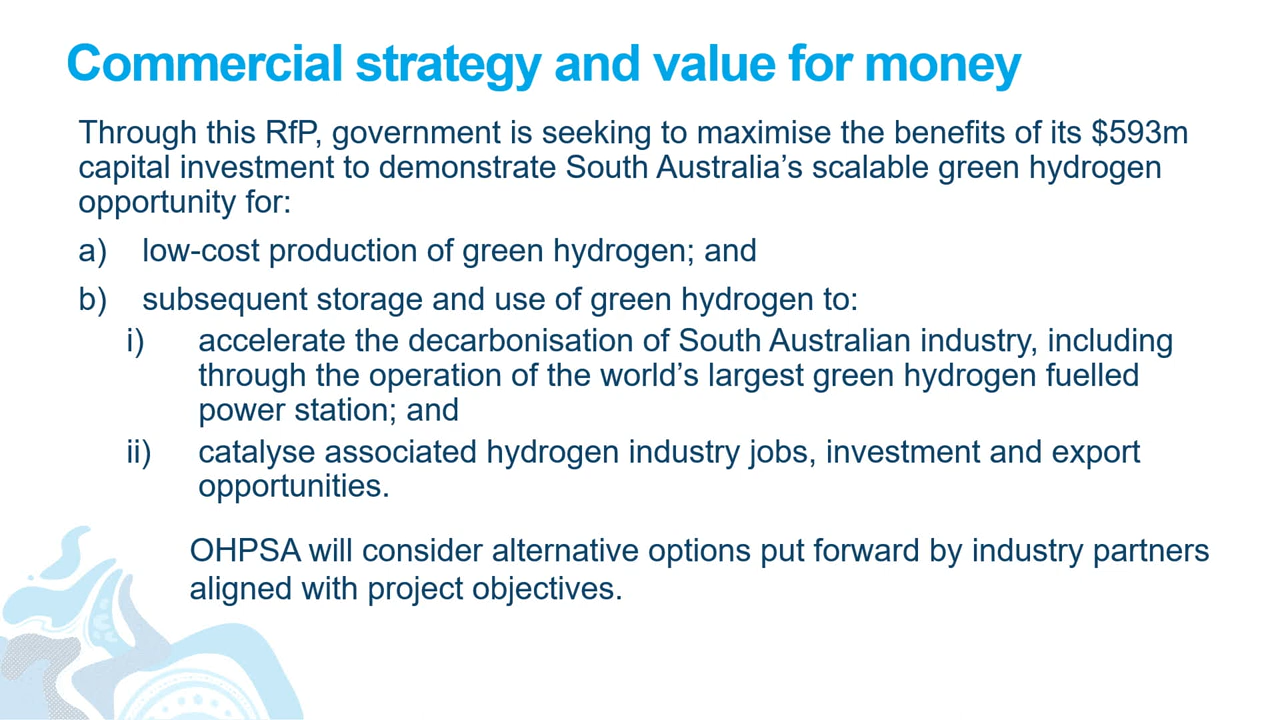 Commercial strategy and value for money
Through this RfP, government is seeking to maximise the benefits of its $593m
capital investment to demonstrate South Australia’s scalable green hydrogen
opportunity for:
a) low-cost production of green hydrogen; and
b) subsequent storage and use of green hydrogen to:
i) accelerate the decarbonisation of South Australian industry, including
through the operation of the world’s largest green hydrogen fuelled
power station; and
ii) catalyse associated hydrogen industry jobs, investment and export
opportunities.
OHPSA will consider alternative options put forward by industry partners
aligned with project objectives.